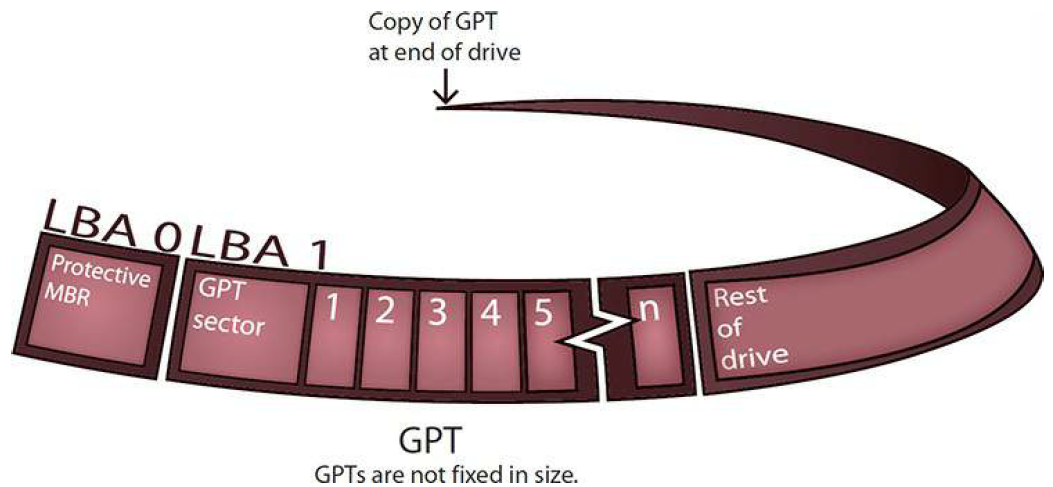 Copy of GPT
at end of drive
LBA 0 LBA 1
Protective
MBR
GPT
sector
1 2 3 4 5 n
Rest
of
drive
GPT
GPTs are not fixed in size.